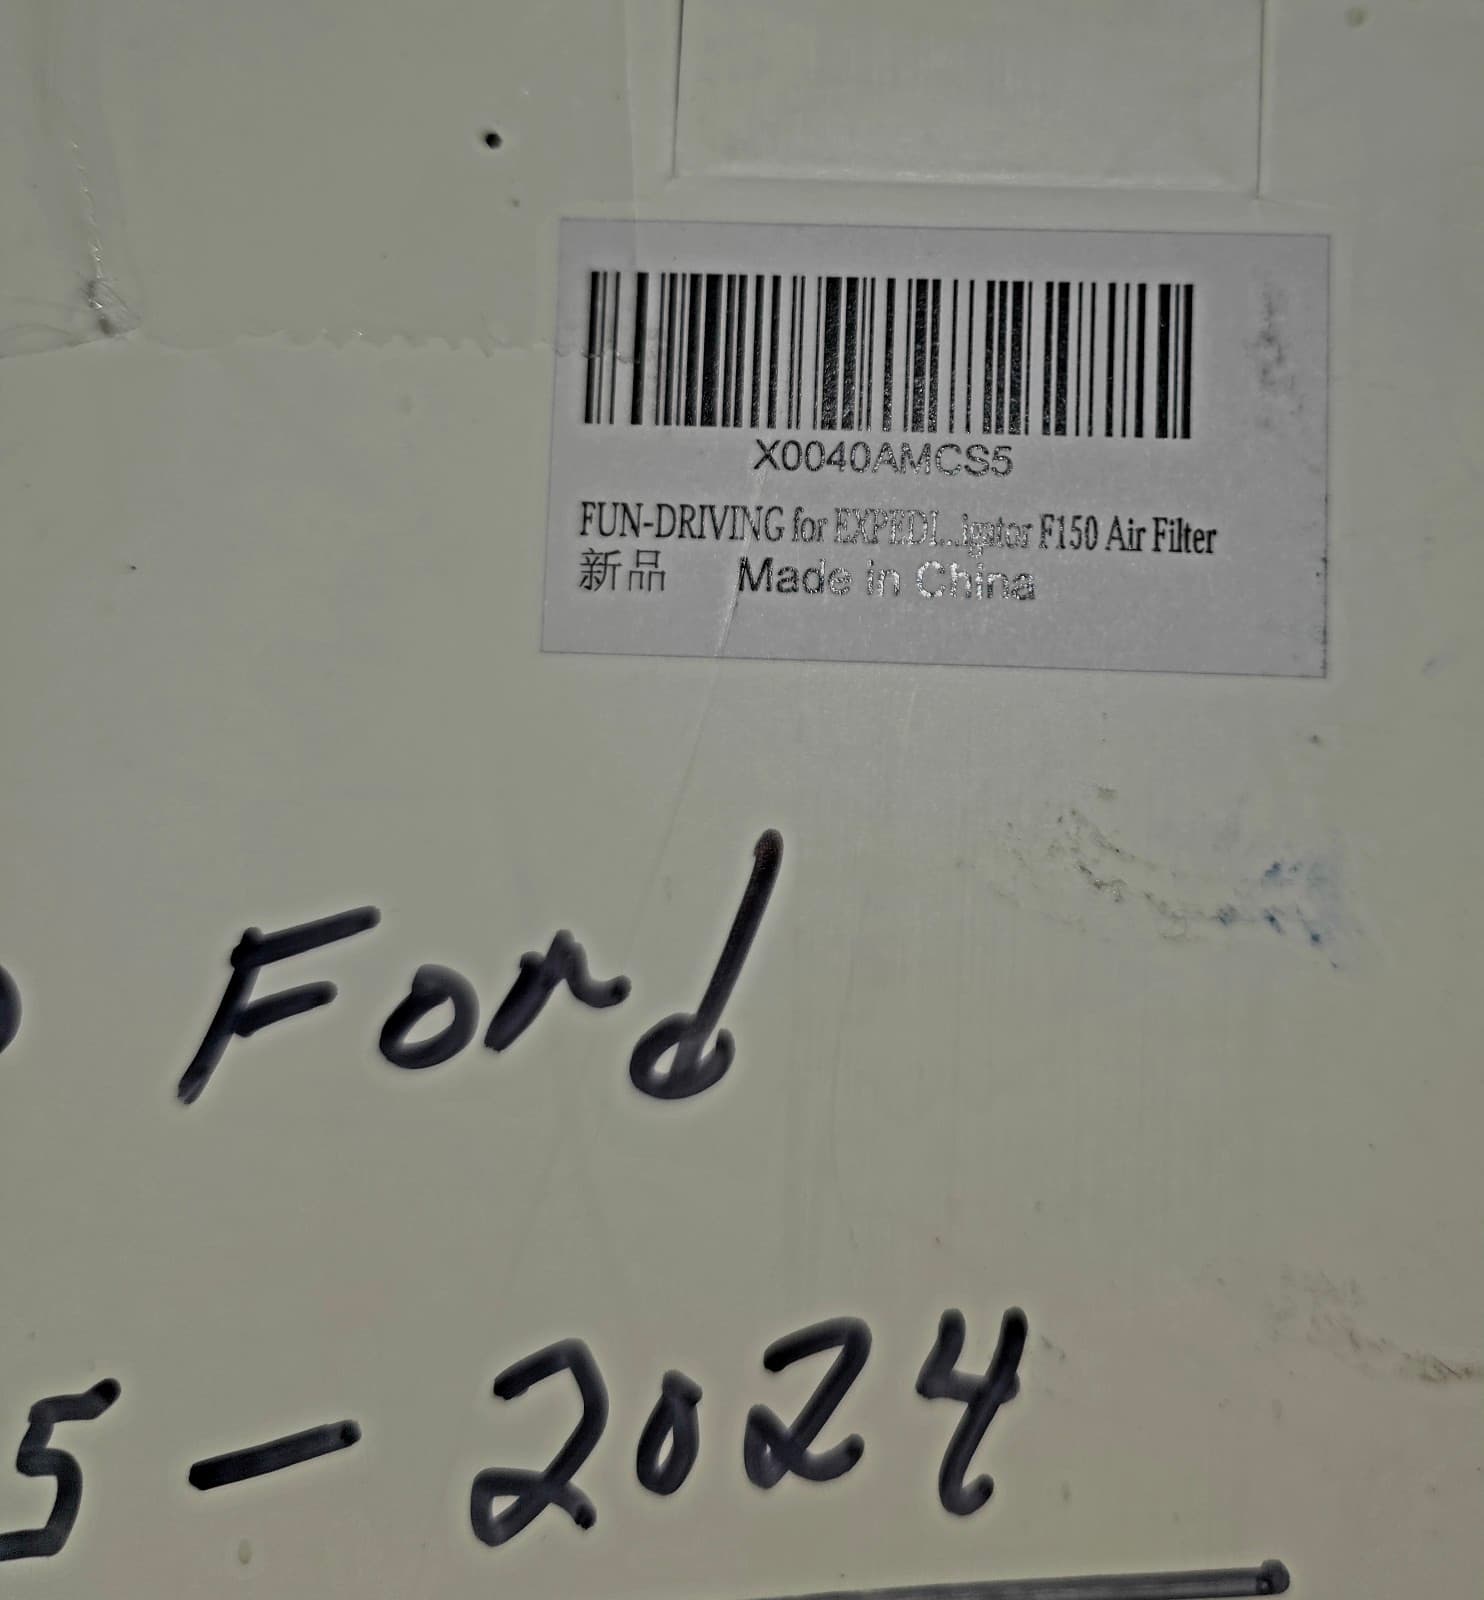 X0040AMCS5
FUN-DRIVING for EXPEDI...igator F150 Air Filter
新品 Made in China
Ford
5-2024